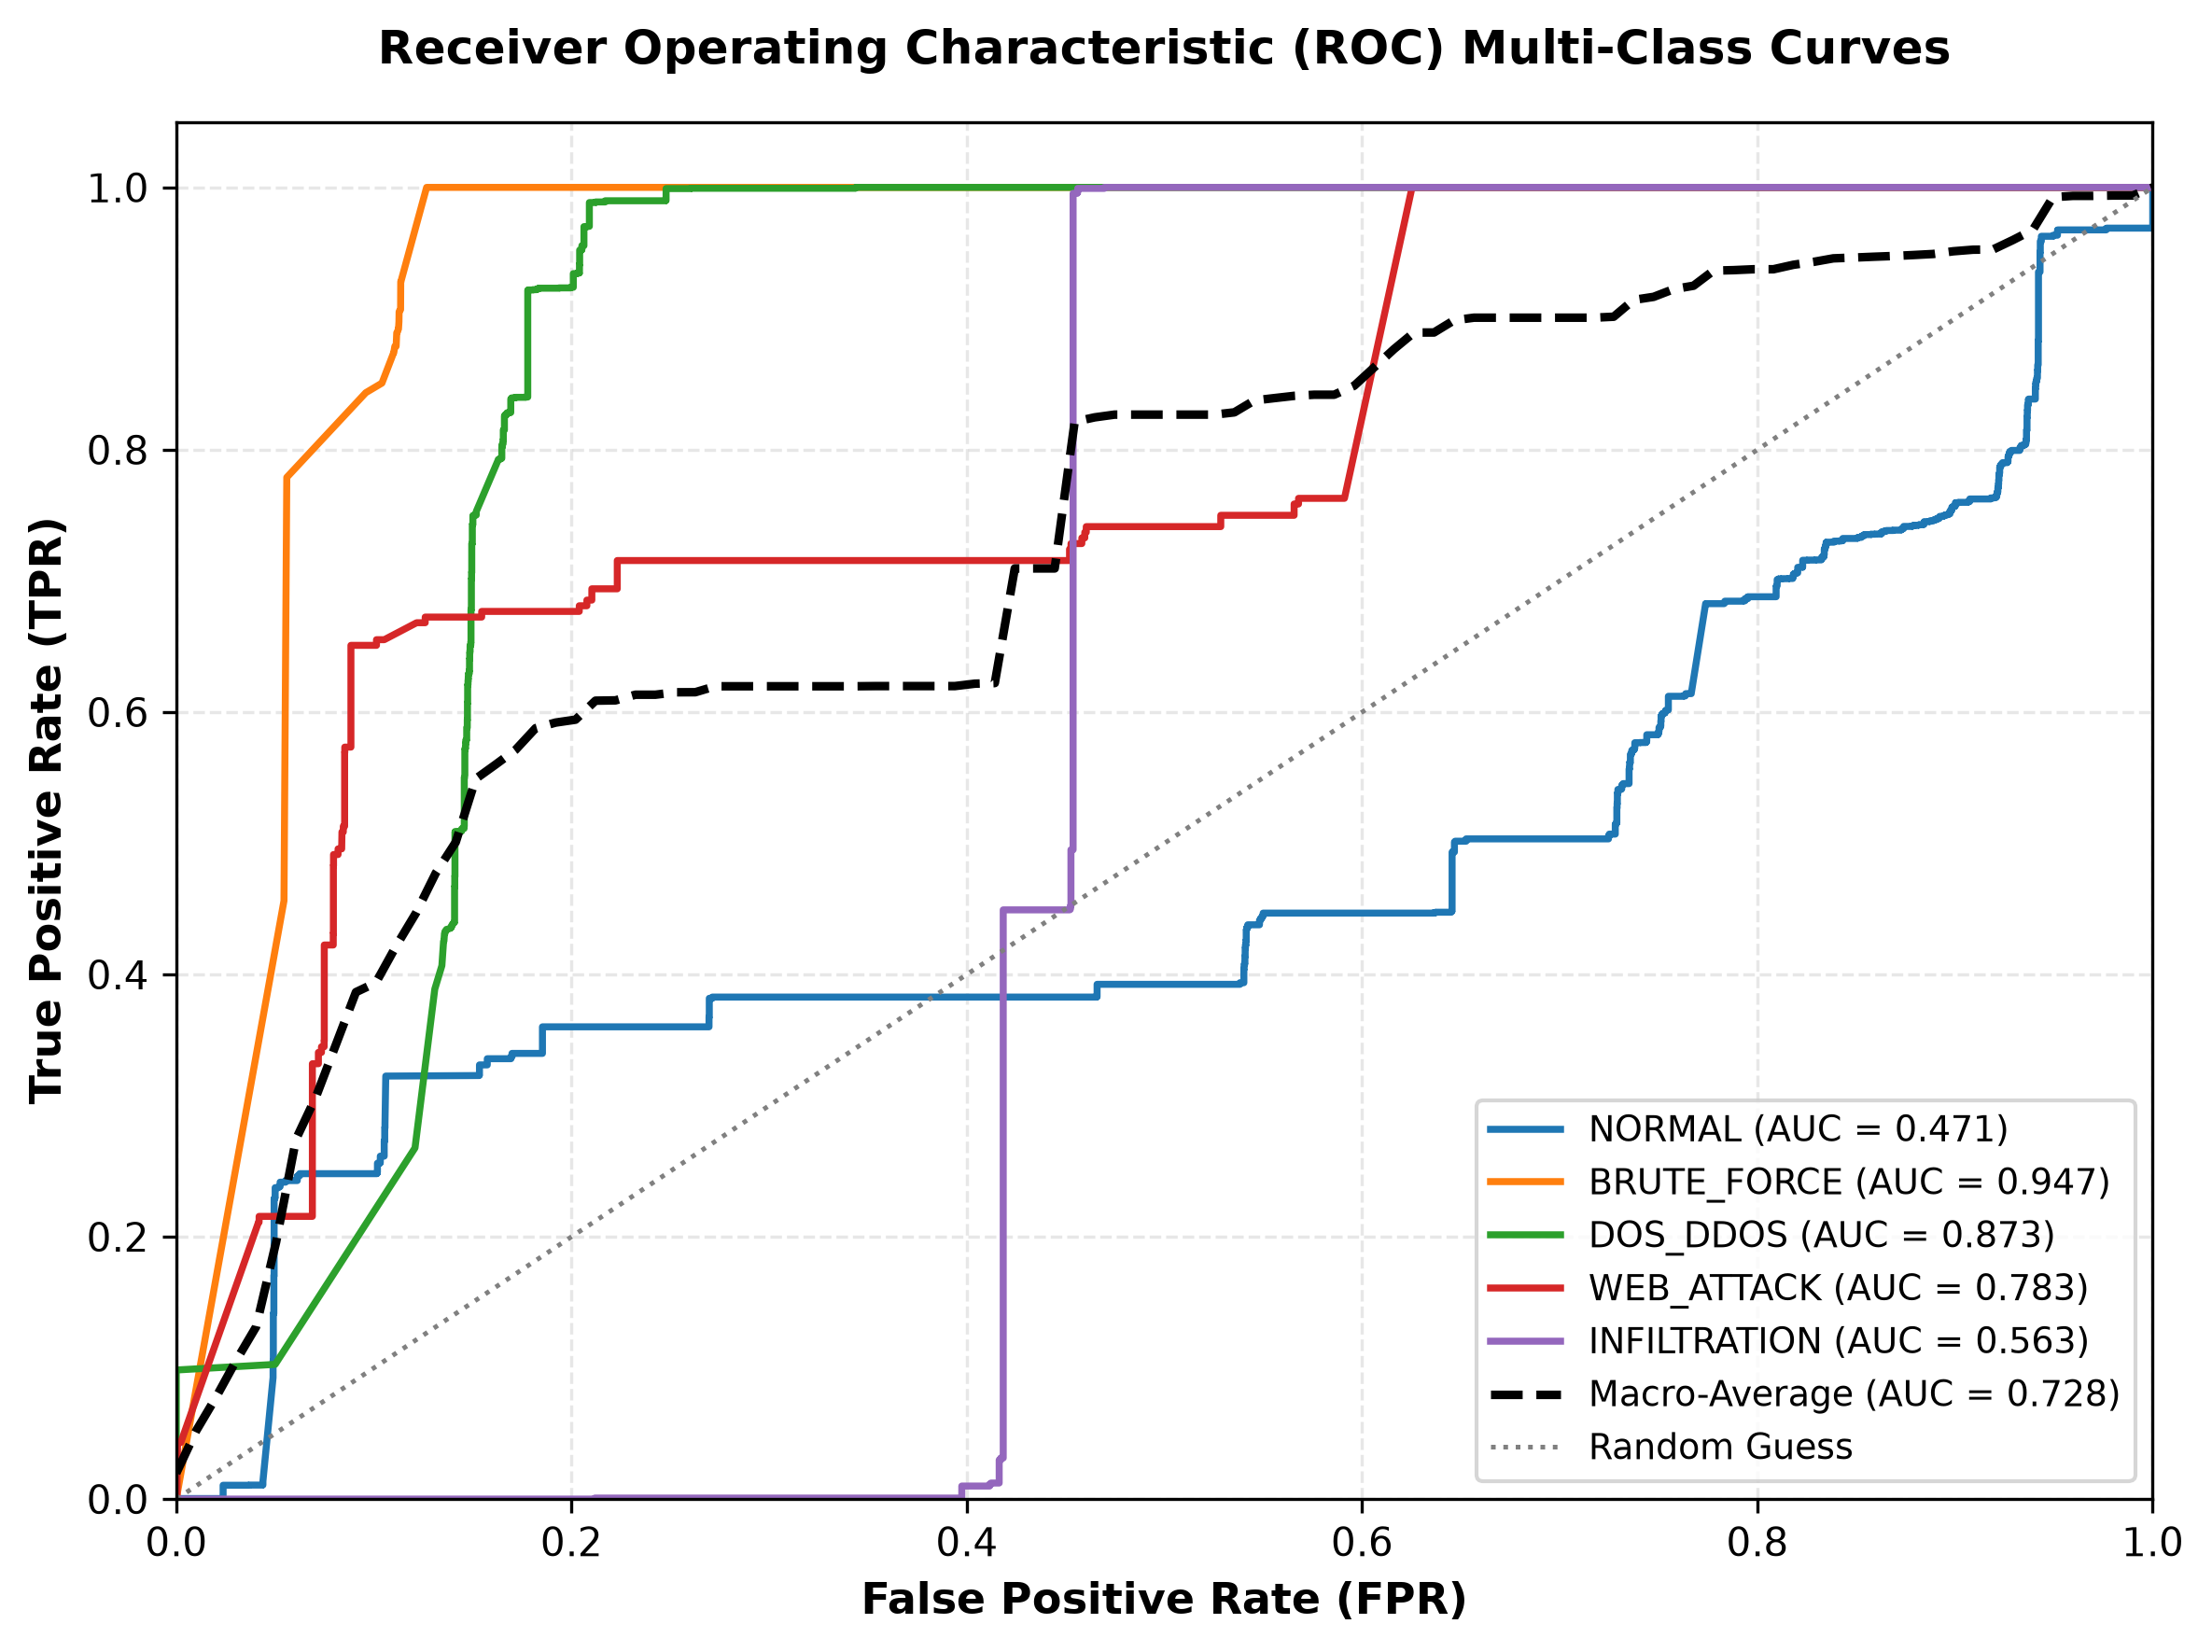 Receiver Operating Characteristic (ROC) Multi-Class Curves
True Positive Rate (TPR)
1.0
0.8
0.6
0.4
0.2
0.0
0.0 0.2 0.4 0.6 0.8 1.0
False Positive Rate (FPR)
NORMAL (AUC = 0.471)
BRUTE_FORCE (AUC = 0.947)
DOS_DDOS (AUC = 0.873)
WEB_ATTACK (AUC = 0.783)
INFILTRATION (AUC = 0.563)
Macro-Average (AUC = 0.728)
Random Guess